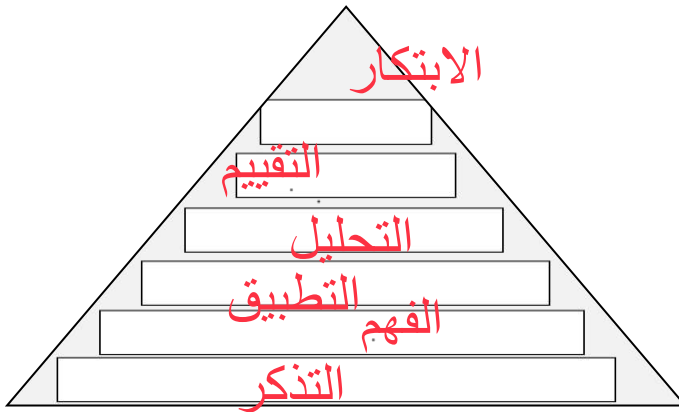 الابتكار
التقييم
التحليل
التطبيق
الفهم
التذكر